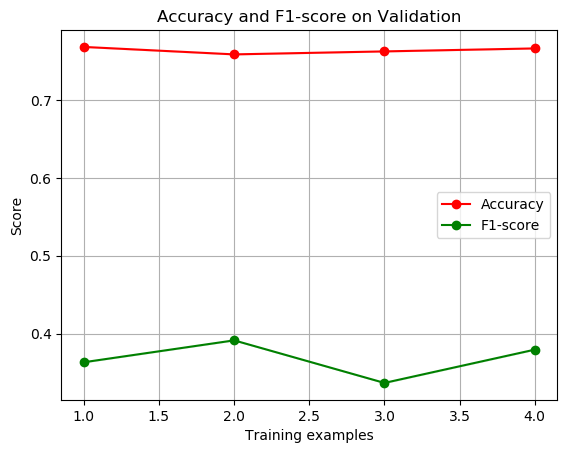 Accuracy and F1-score on Validation
Score
0.7
0.6
0.5
0.4
Accuracy
F1-score
1.0 1.5 2.0 2.5 3.0 3.5 4.0
Training examples